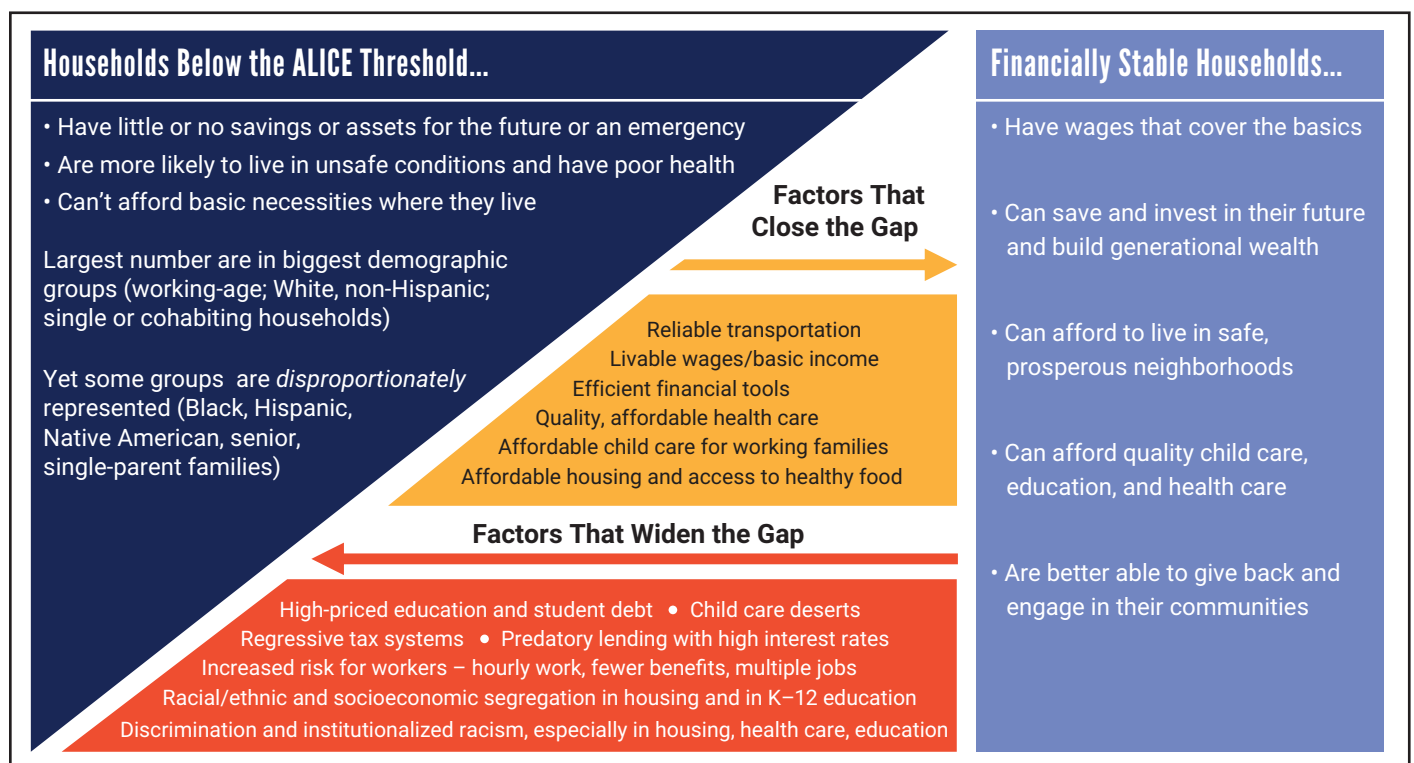 Households Below the ALICE Threshold...
• Have little or no savings or assets for the future or an emergency
• Are more likely to live in unsafe conditions and have poor health
• Can't afford basic necessities where they live
Largest number are in biggest demographic
groups (working-age; White, non-Hispanic;
single or cohabiting households)
Yet some groups are disproportionately
represented (Black, Hispanic,
Native American, senior,
single-parent families)
Factors That
Close the Gap
Reliable transportation
Livable wages/basic income
Efficient financial tools
Quality, affordable health care
Affordable child care for working families
Affordable housing and access to healthy food
Factors That Widen the Gap
High-priced education and student debt • Child care deserts
Regressive tax systems • Predatory lending with high interest rates
Increased risk for workers – hourly work, fewer benefits, multiple jobs
Racial/ethnic and socioeconomic segregation in housing and in K–12 education
Discrimination and institutionalized racism, especially in housing, health care, education
Financially Stable Households...
• Have wages that cover the basics
• Can save and invest in their future
and build generational wealth
• Can afford to live in safe,
prosperous neighborhoods
• Can afford quality child care,
education, and health care
• Are better able to give back and
engage in their communities